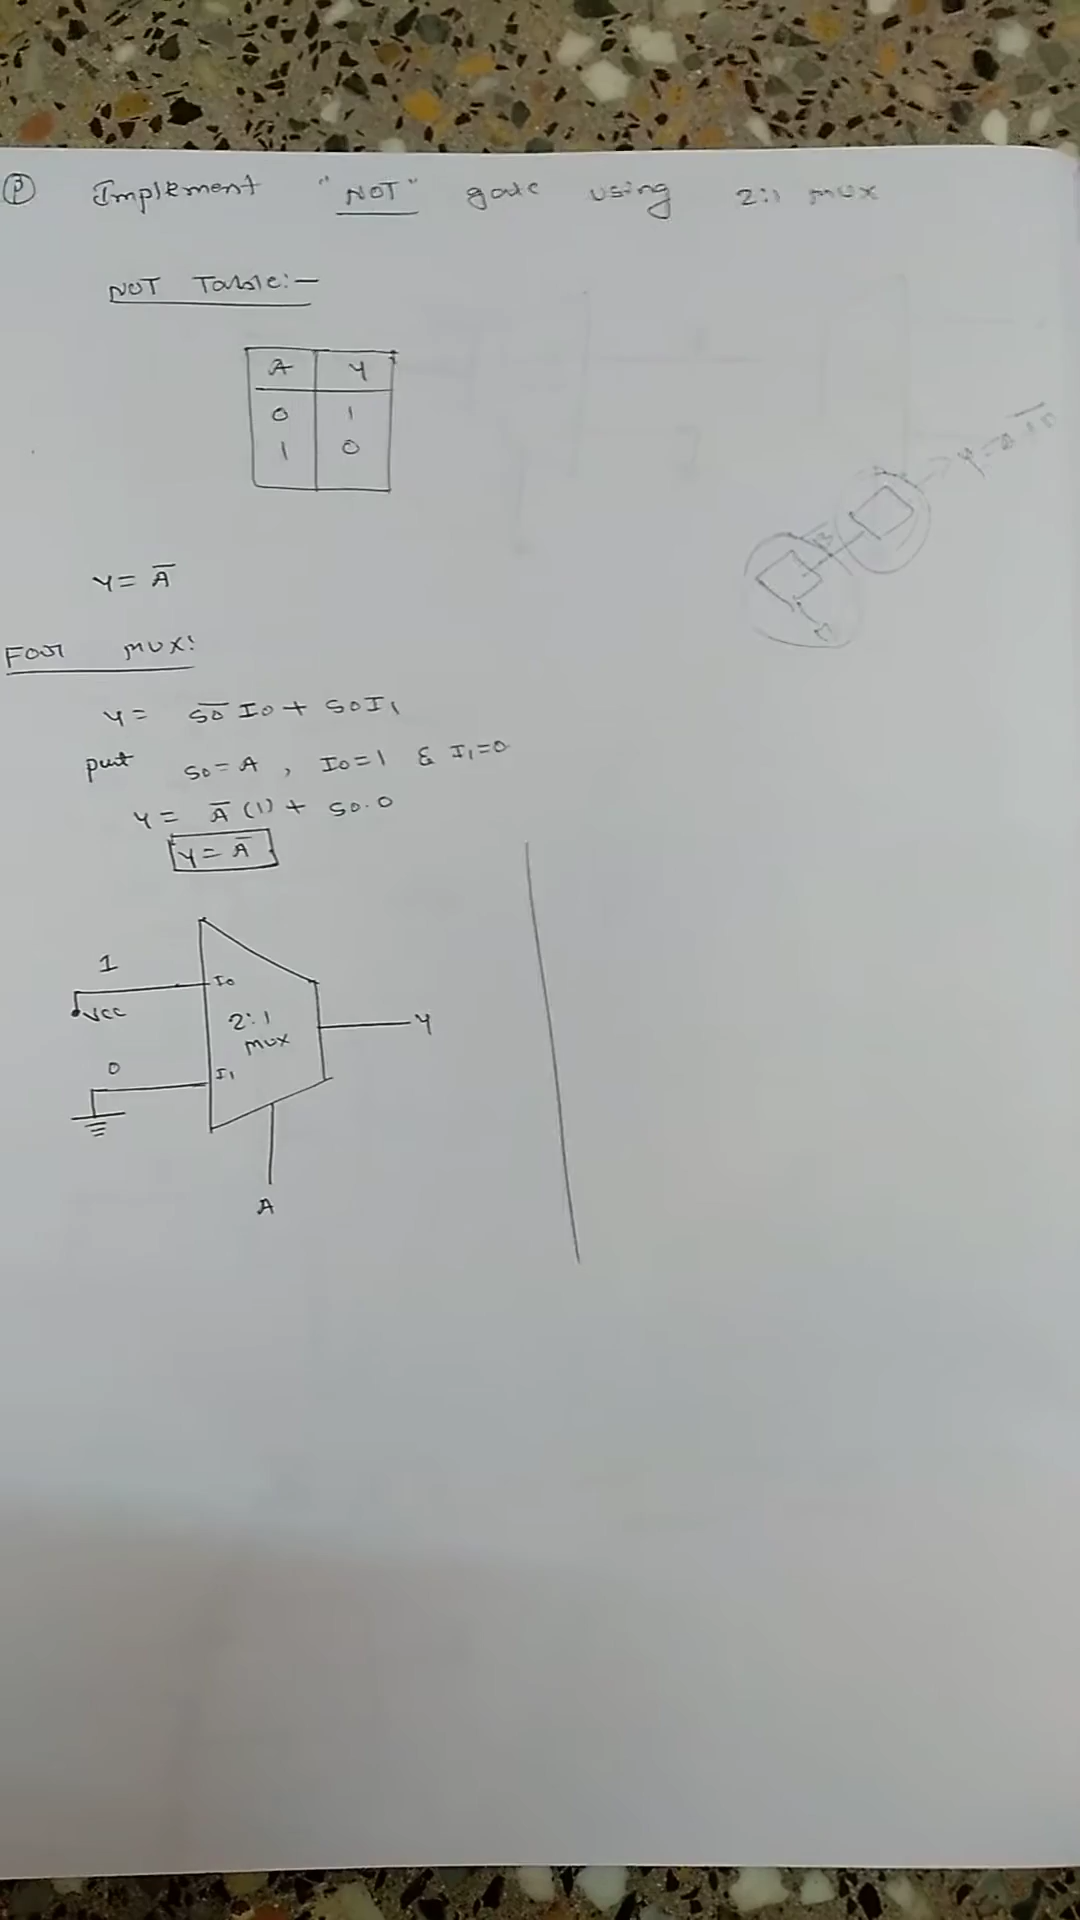 P Implement "NOT" gate using 2:1 mux
NOT Table:-
A Y
0 1
1 0
Y = A̅
For mux:
Y = S̅0̅ I0 + S0 I1
put S0 = A , I0 = 1 & I1 = 0
Y = A̅ (1) + S0.0
Y = A̅
1
I0
VCC
2:1
mux
Y
0
I1
A